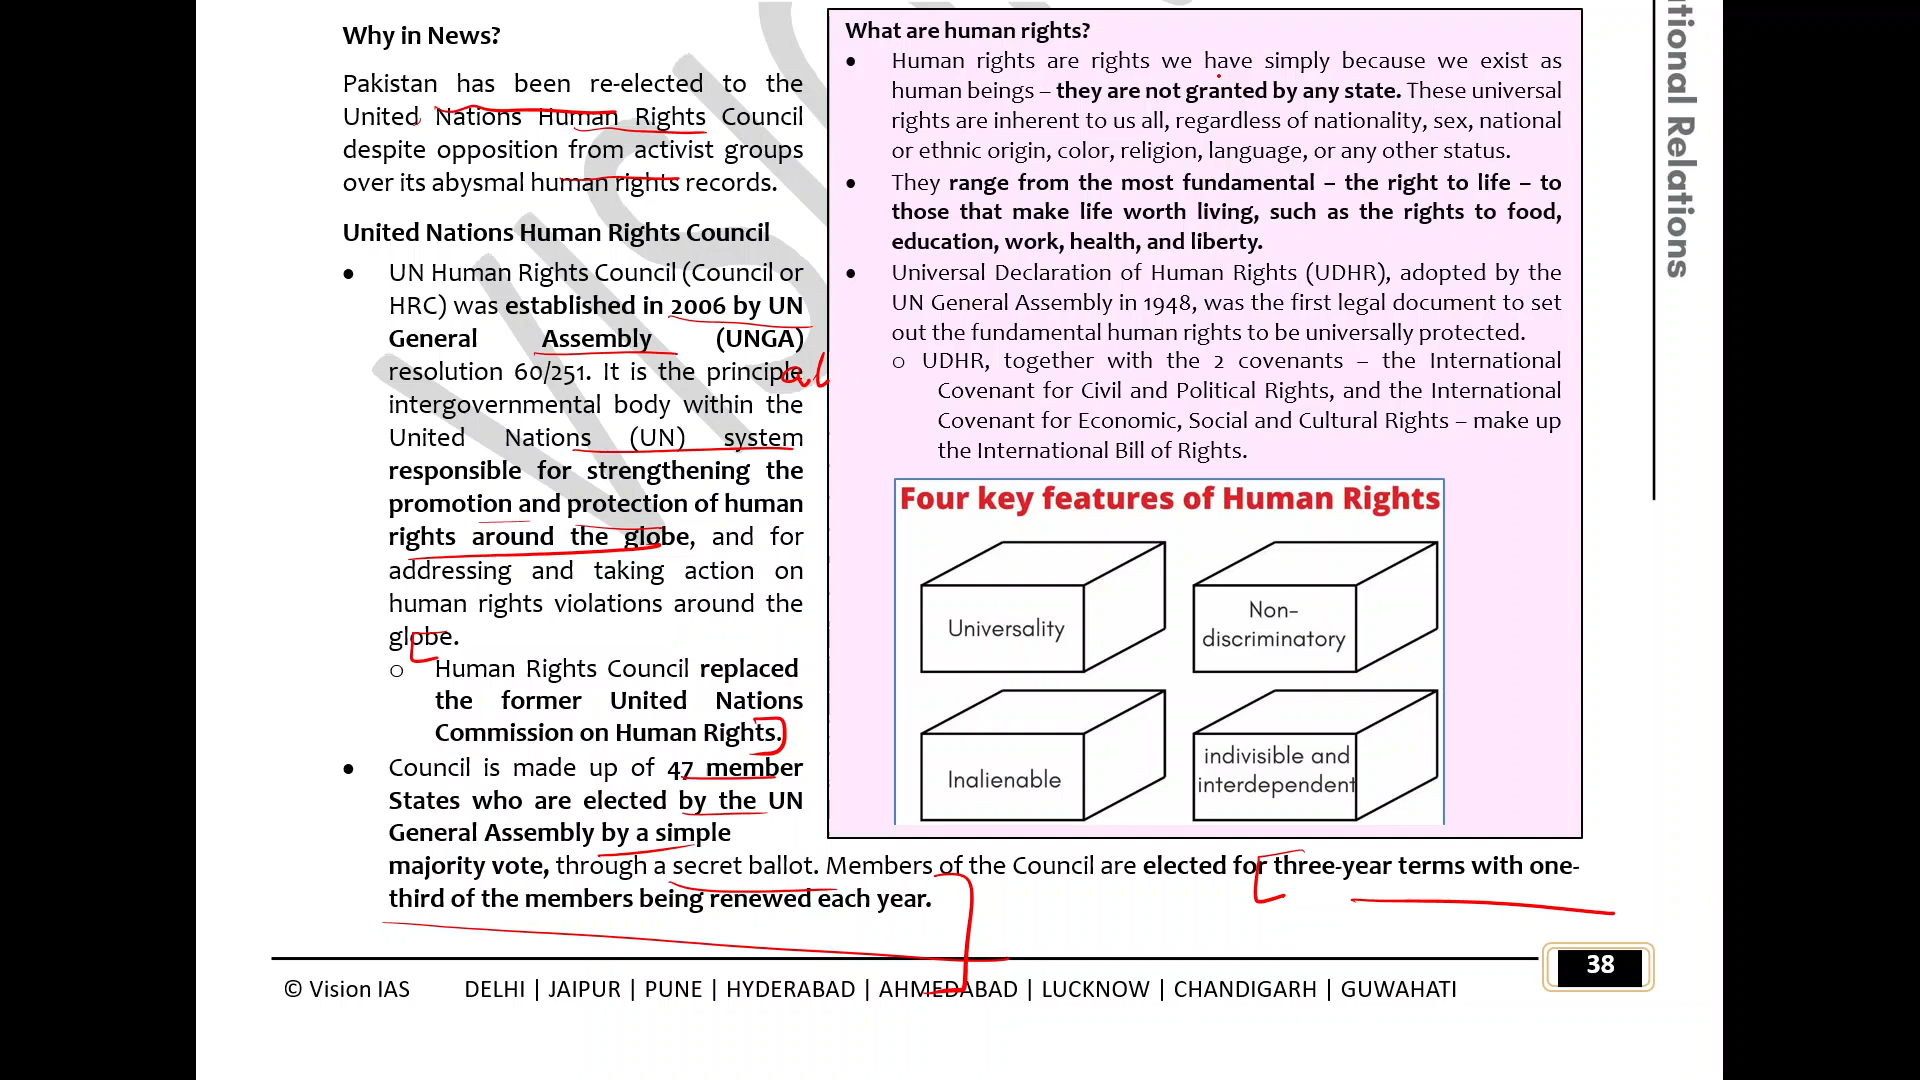 Why in News?
Pakistan has been re-elected to the
United Nations Human Rights Council
despite opposition from activist groups
over its abysmal human rights records.
United Nations Human Rights Council
• UN Human Rights Council (Council or
HRC) was established in 2006 by UN
General Assembly (UNGA)
resolution 60/251. It is the principle
al
intergovernmental body within the
United Nations (UN) system
responsible for strengthening the
promotion and protection of human
rights around the globe, and for
addressing and taking action on
human rights violations around the
globe.
o Human Rights Council replaced
the former United Nations
Commission on Human Rights.
• Council is made up of 47 member
States who are elected by the UN
General Assembly by a simple
majority vote, through a secret ballot. Members of the Council are elected for three-year terms with one-
third of the members being renewed each year.
What are human rights?
• Human rights are rights we have simply because we exist as
human beings – they are not granted by any state. These universal
rights are inherent to us all, regardless of nationality, sex, national
or ethnic origin, color, religion, language, or any other status.
• They range from the most fundamental – the right to life – to
those that make life worth living, such as the rights to food,
education, work, health, and liberty.
• Universal Declaration of Human Rights (UDHR), adopted by the
UN General Assembly in 1948, was the first legal document to set
out the fundamental human rights to be universally protected.
o UDHR, together with the 2 covenants – the International
Covenant for Civil and Political Rights, and the International
Covenant for Economic, Social and Cultural Rights – make up
the International Bill of Rights.
Four key features of Human Rights
Universality
Non-
discriminatory
Inalienable
indivisible and
interdependent
tional Relations
38
© Vision IAS DELHI | JAIPUR | PUNE | HYDERABAD | AHMEDABAD | LUCKNOW | CHANDIGARH | GUWAHATI